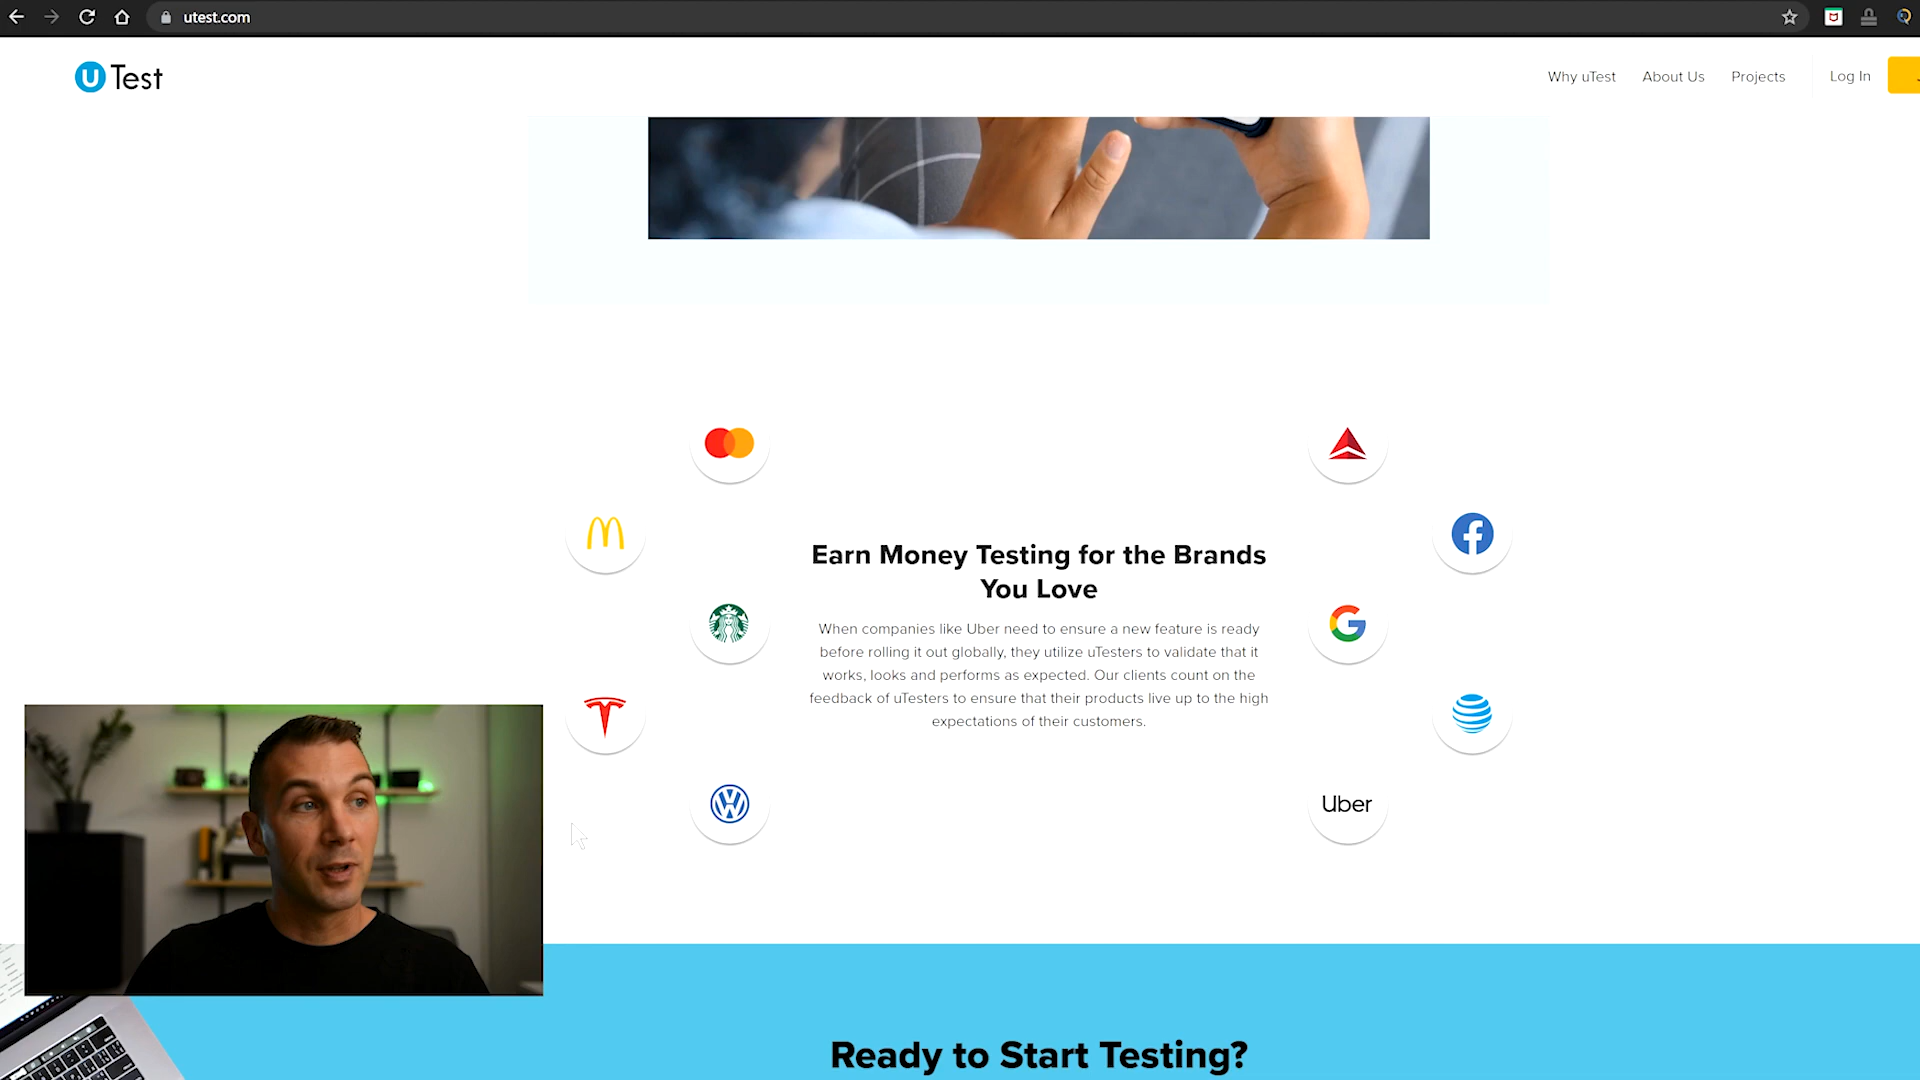 utest.com
u Test
Why uTest
About Us
Projects
Log In
Earn Money Testing for the Brands
You Love
When companies like Uber need to ensure a new feature is ready
before rolling it out globally, they utilize uTesters to validate that it
works, looks and performs as expected. Our clients count on the
feedback of uTesters to ensure that their products live up to the high
expectations of their customers.
Uber
Ready to Start Testing?